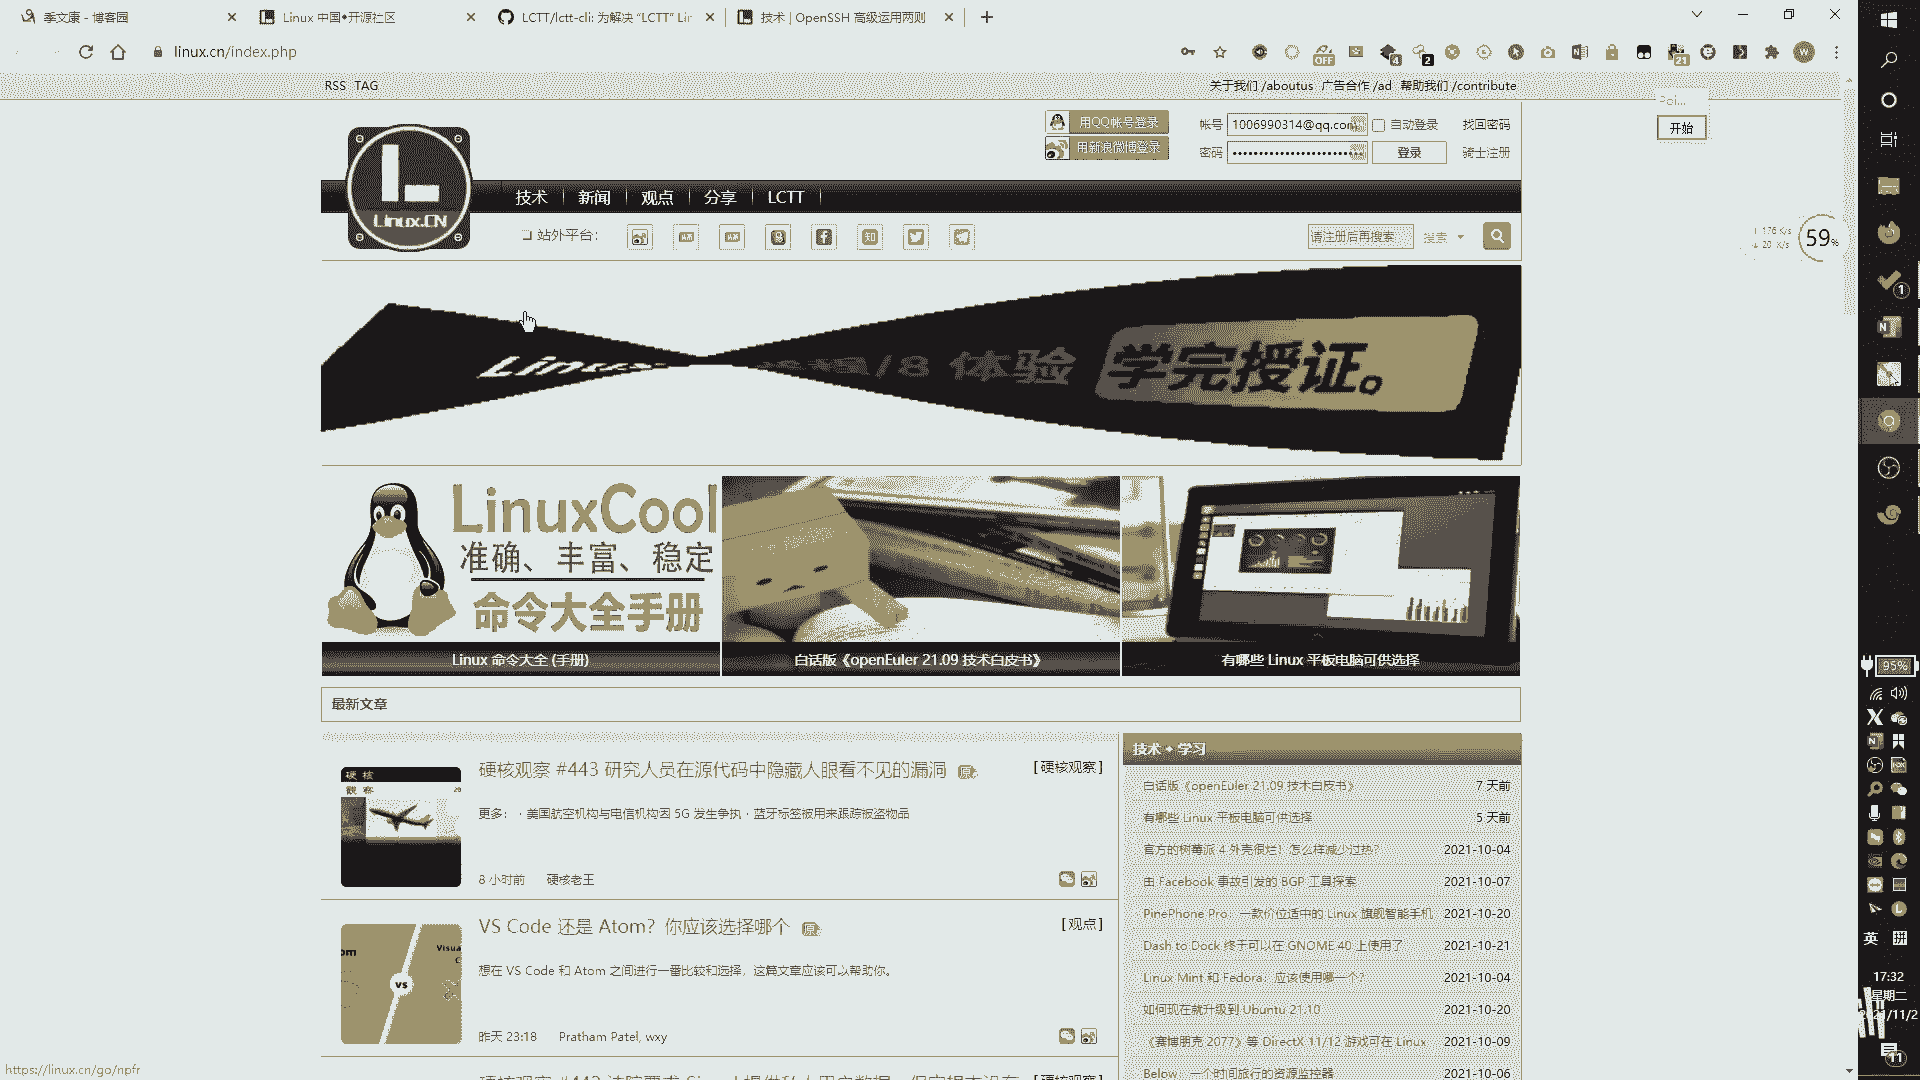 季文康 - 博客园
Linux 中国◆开源社区
LCTT/lctt-cli: 为解决 “LCTT” Lir
技术 | OpenSSH 高级运用两则
linux.cn/index.php
OFF
4
2
21
W
RSS TAG
关于我们 /aboutus 广告合作 /ad 帮助我们 /contribute
开始
用QQ帐号登录
帐号 1006990314@qq.com 自动登录 找回密码
用新浪微博登录
密码 登录 骑士注册
Linux.CN
技术 新闻 观点 分享 LCTT
站外平台：
知
请注册后再搜索 搜索
59%
Linux
/8 体验 学完授证。
LinuxCool
准确、丰富、稳定
命令大全手册
Linux 命令大全 (手册)
白话版《openEuler 21.09 技术白皮书》
有哪些 Linux 平板电脑可供选择
最新文章
硬核
觀察
硬核观察 #443 研究人员在源代码中隐藏人眼看不见的漏洞 原
[硬核观察]
更多： · 美国航空机构与电信机构因 5G 发生争执 · 蓝牙标签被用来跟踪被盗物品
8 小时前 硬核老王
VS
VS Code 还是 Atom？你应该选择哪个 原
[观点]
想在 VS Code 和 Atom 之间进行一番比较和选择，这篇文章应该可以帮助你。
昨天 23:18 Pratham Patel, wxy
技术 • 学习
白话版《openEuler 21.09 技术白皮书》 7 天前
有哪些 Linux 平板电脑可供选择 5 天前
官方的树莓派 4 外壳很烂！怎么样减少过热？ 2021-10-04
由 Facebook 事故引发的 BGP 工具探索 2021-10-07
PinePhone Pro：一款价位适中的 Linux 旗舰智能手机 2021-10-20
Dash to Dock 终于可以在 GNOME 40 上使用了 2021-10-21
Linux Mint 和 Fedora：应该使用哪一个？ 2021-10-04
如何现在就升级到 Ubuntu 21.10 2021-10-20
《赛博朋克 2077》等 DirectX 11/12 游戏可在 Linux 2021-10-09
Below：一个时间旅行的资源监控器 2021-10-06
https://linux.cn/go/npfr
1
95%
英 拼
17:32
星期二
11